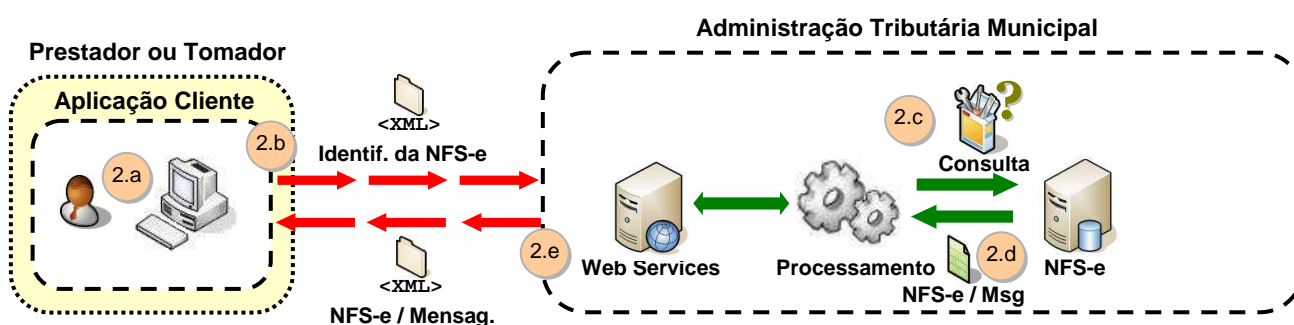 Administração Tributária Municipal
Prestador ou Tomador
Aplicação Cliente
<XML>
2.a
2.b
Identif. da NFS-e
2.c
?
Consulta
2.e
Web Services
Processamento
2.d
NFS-e
NFS-e / Msg
<XML>
NFS-e / Mensag.